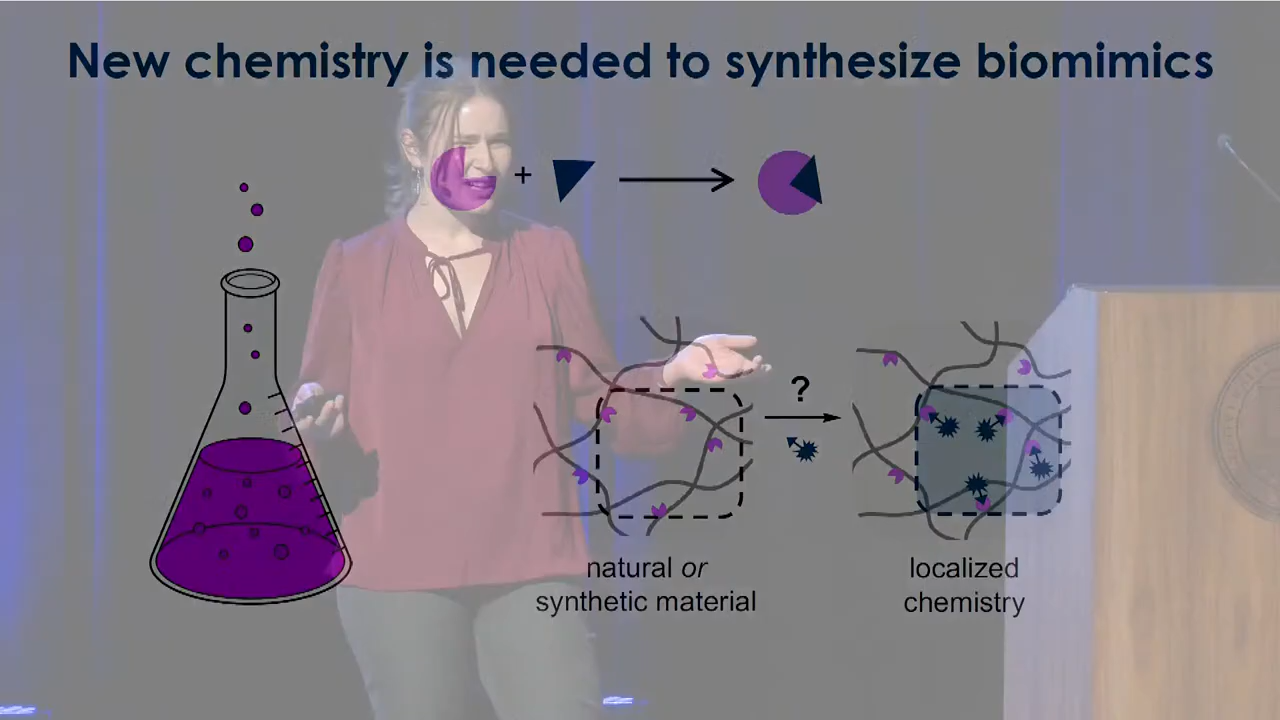 New chemistry is needed to synthesize biomimics
+
?
natural or
synthetic material
localized
chemistry